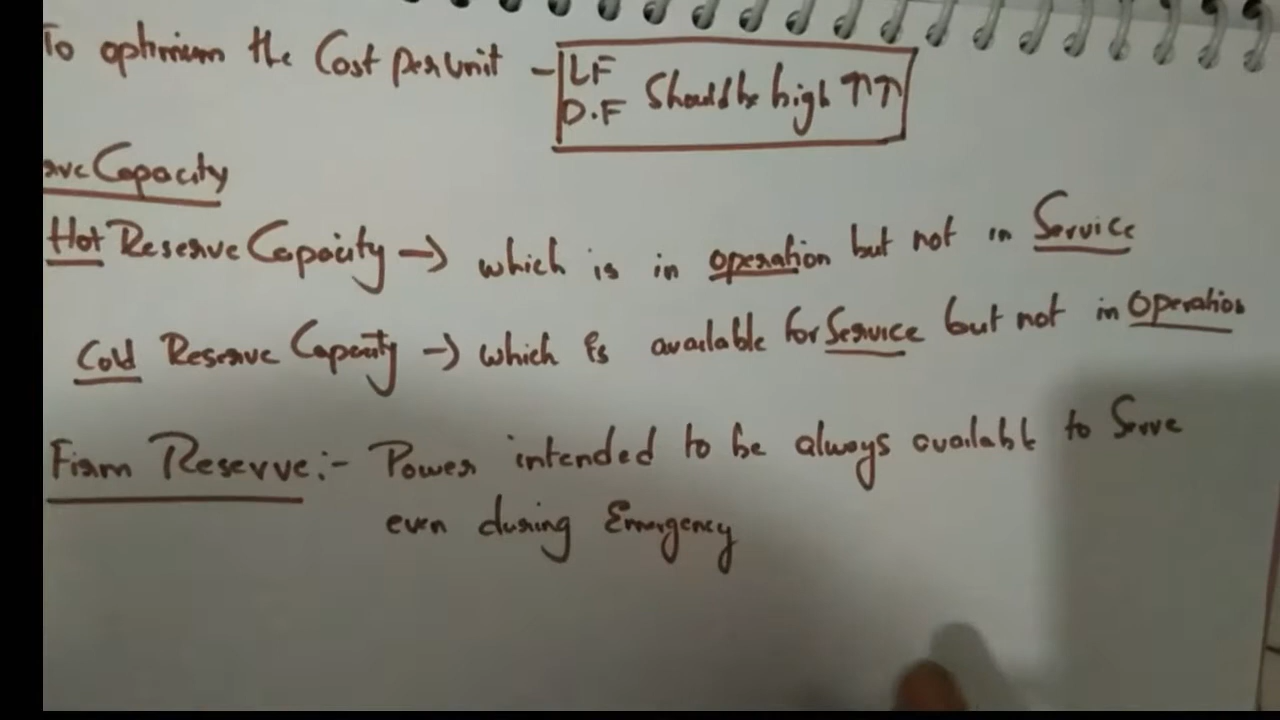 To optimium the Cost per unit - LF
D.F Should be high ↑↑
rve Capacity
Hot Reserve Capacity → which is in operation but not in Service
Cold Reserve Capacity → which is available for Service but not in Operation
Firm Reserve:- Power intended to be always available to Serve
even during Emergency